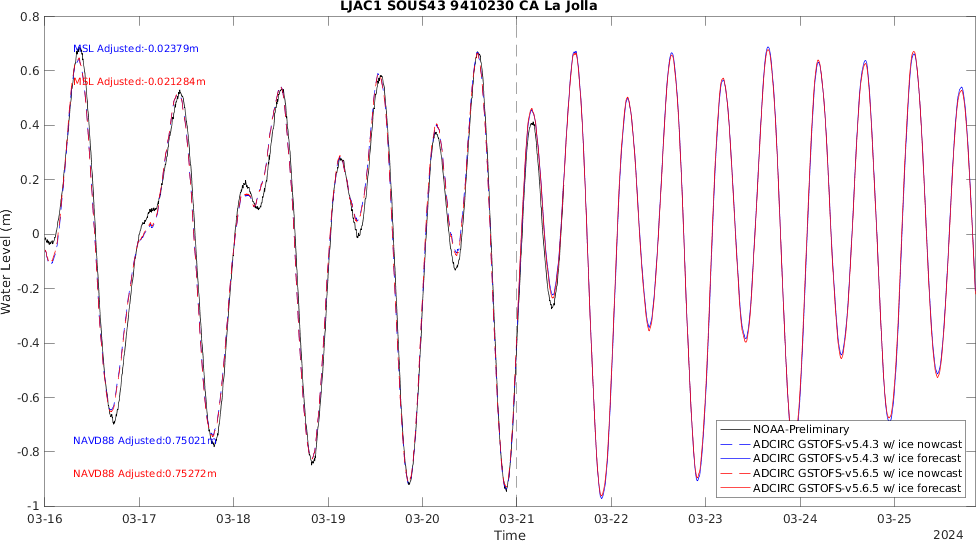 LJAC1 SOUS43 9410230 CA La Jolla
0.8
MSL Adjusted:-0.02379m
0.6
MSL Adjusted:-0.021284m
0.4
0.2
0
Water Level (m)
-0.2
-0.4
-0.6
NAVD88 Adjusted:0.75021m
-0.8
NAVD88 Adjusted:0.75272m
-1
NOAA-Preliminary
ADCIRC GSTOFS-v5.4.3 w/ ice nowcast
ADCIRC GSTOFS-v5.4.3 w/ ice forecast
ADCIRC GSTOFS-v5.6.5 w/ ice nowcast
ADCIRC GSTOFS-v5.6.5 w/ ice forecast
03-16 03-17 03-18 03-19 03-20 03-21 03-22 03-23 03-24 03-25
Time
2024